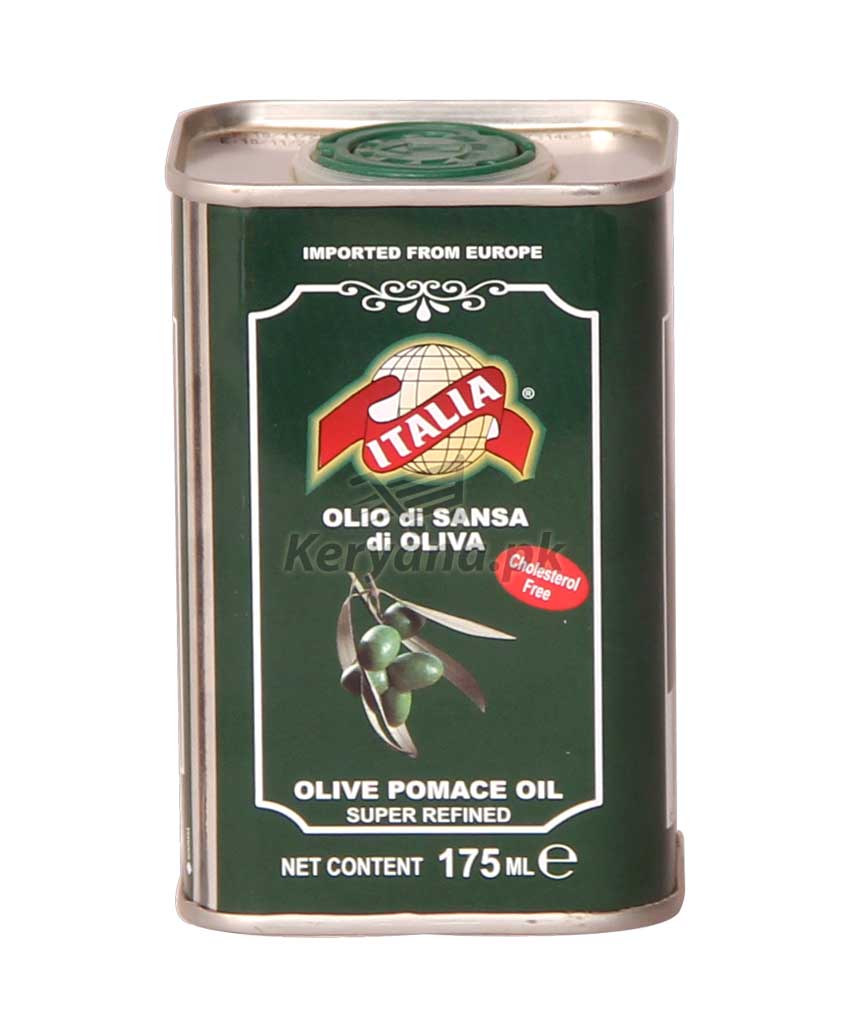 IMPORTED FROM EUROPE
ITALIA
®
OLiO di SANSA
di OLIVA
Keryana.pk
Cholesterol
Free
OLIVE POMACE OIL
SUPER REFINED
NET CONTENT 175 ML ℮